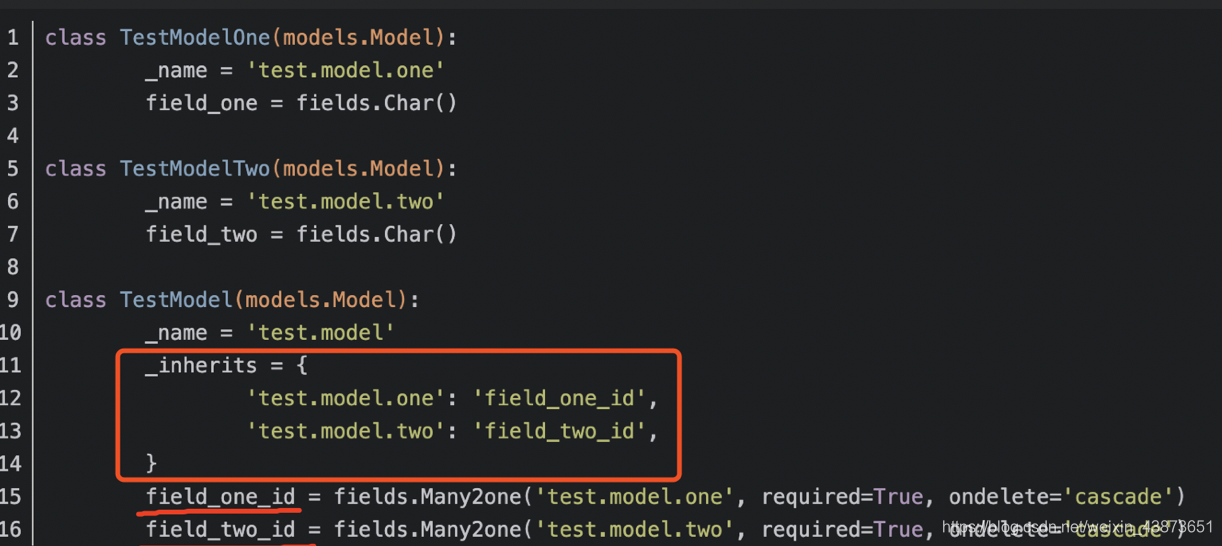 1 class TestModelOne(models.Model):
2 _name = 'test.model.one'
3 field_one = fields.Char()
4
5 class TestModelTwo(models.Model):
6 _name = 'test.model.two'
7 field_two = fields.Char()
8
9 class TestModel(models.Model):
10 _name = 'test.model'
11 _inherits = {
12 'test.model.one': 'field_one_id',
13 'test.model.two': 'field_two_id',
14 }
15 field_one_id = fields.Many2one('test.model.one', required=True, ondelete='cascade')
16 field_two_id = fields.Many2one('test.model.two', required=True, ondelete='cascade')
https://blog.csdn.net/weixin_43873651